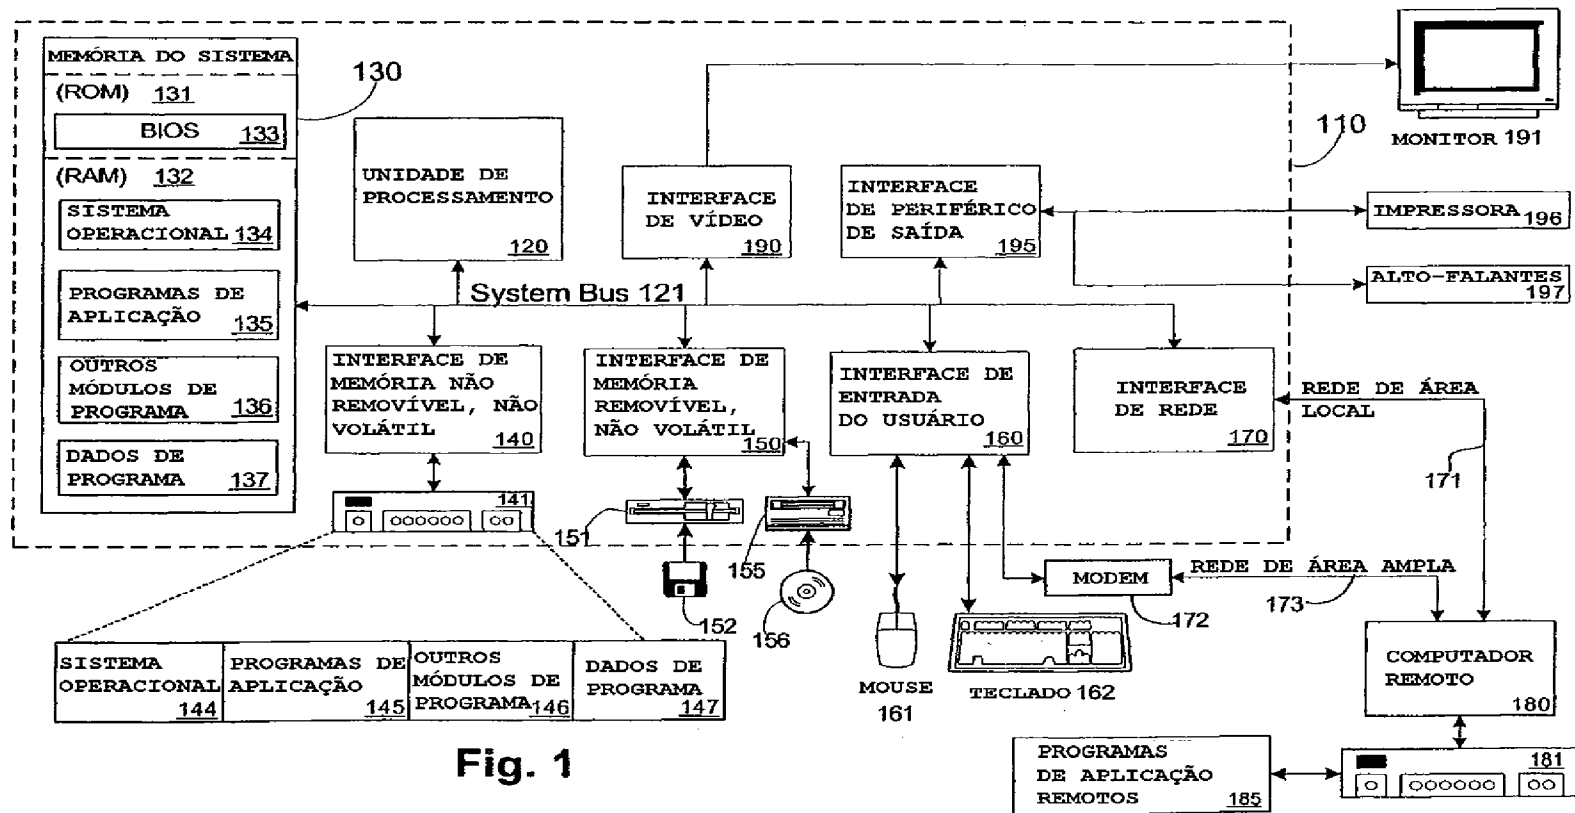 MEMÓRIA DO SISTEMA
(ROM) 131
BIOS 133
(RAM) 132
SISTEMA
OPERACIONAL 134
PROGRAMAS DE
APLICAÇÃO 135
OUTROS
MÓDULOS DE
PROGRAMA 136
DADOS DE
PROGRAMA 137
130
UNIDADE DE
PROCESSAMENTO
120
INTERFACE
DE VÍDEO
190
INTERFACE
DE PERIFÉRICO
DE SAÍDA
195
110
MONITOR 191
IMPRESSORA 196
ALTO-FALANTES
197
System Bus 121
INTERFACE DE
MEMÓRIA NÃO
REMOVÍVEL, NÃO
VOLÁTIL 140
INTERFACE DE
MEMÓRIA
REMOVÍVEL,
NÃO VOLÁTIL 150
INTERFACE DE
ENTRADA
DO USUÁRIO
160
INTERFACE
DE REDE
170
REDE DE ÁREA
LOCAL
171
141
151
152
155
156
MODEM
172
REDE DE ÁREA AMPLA
173
MOUSE
161
TECLADO 162
COMPUTADOR
REMOTO
180
181
PROGRAMAS
DE APLICAÇÃO
REMOTOS 185
SISTEMA
OPERACIONAL
144
PROGRAMAS DE
APLICAÇÃO
145
OUTROS
MÓDULOS DE
PROGRAMA 146
DADOS DE
PROGRAMA
147
Fig. 1